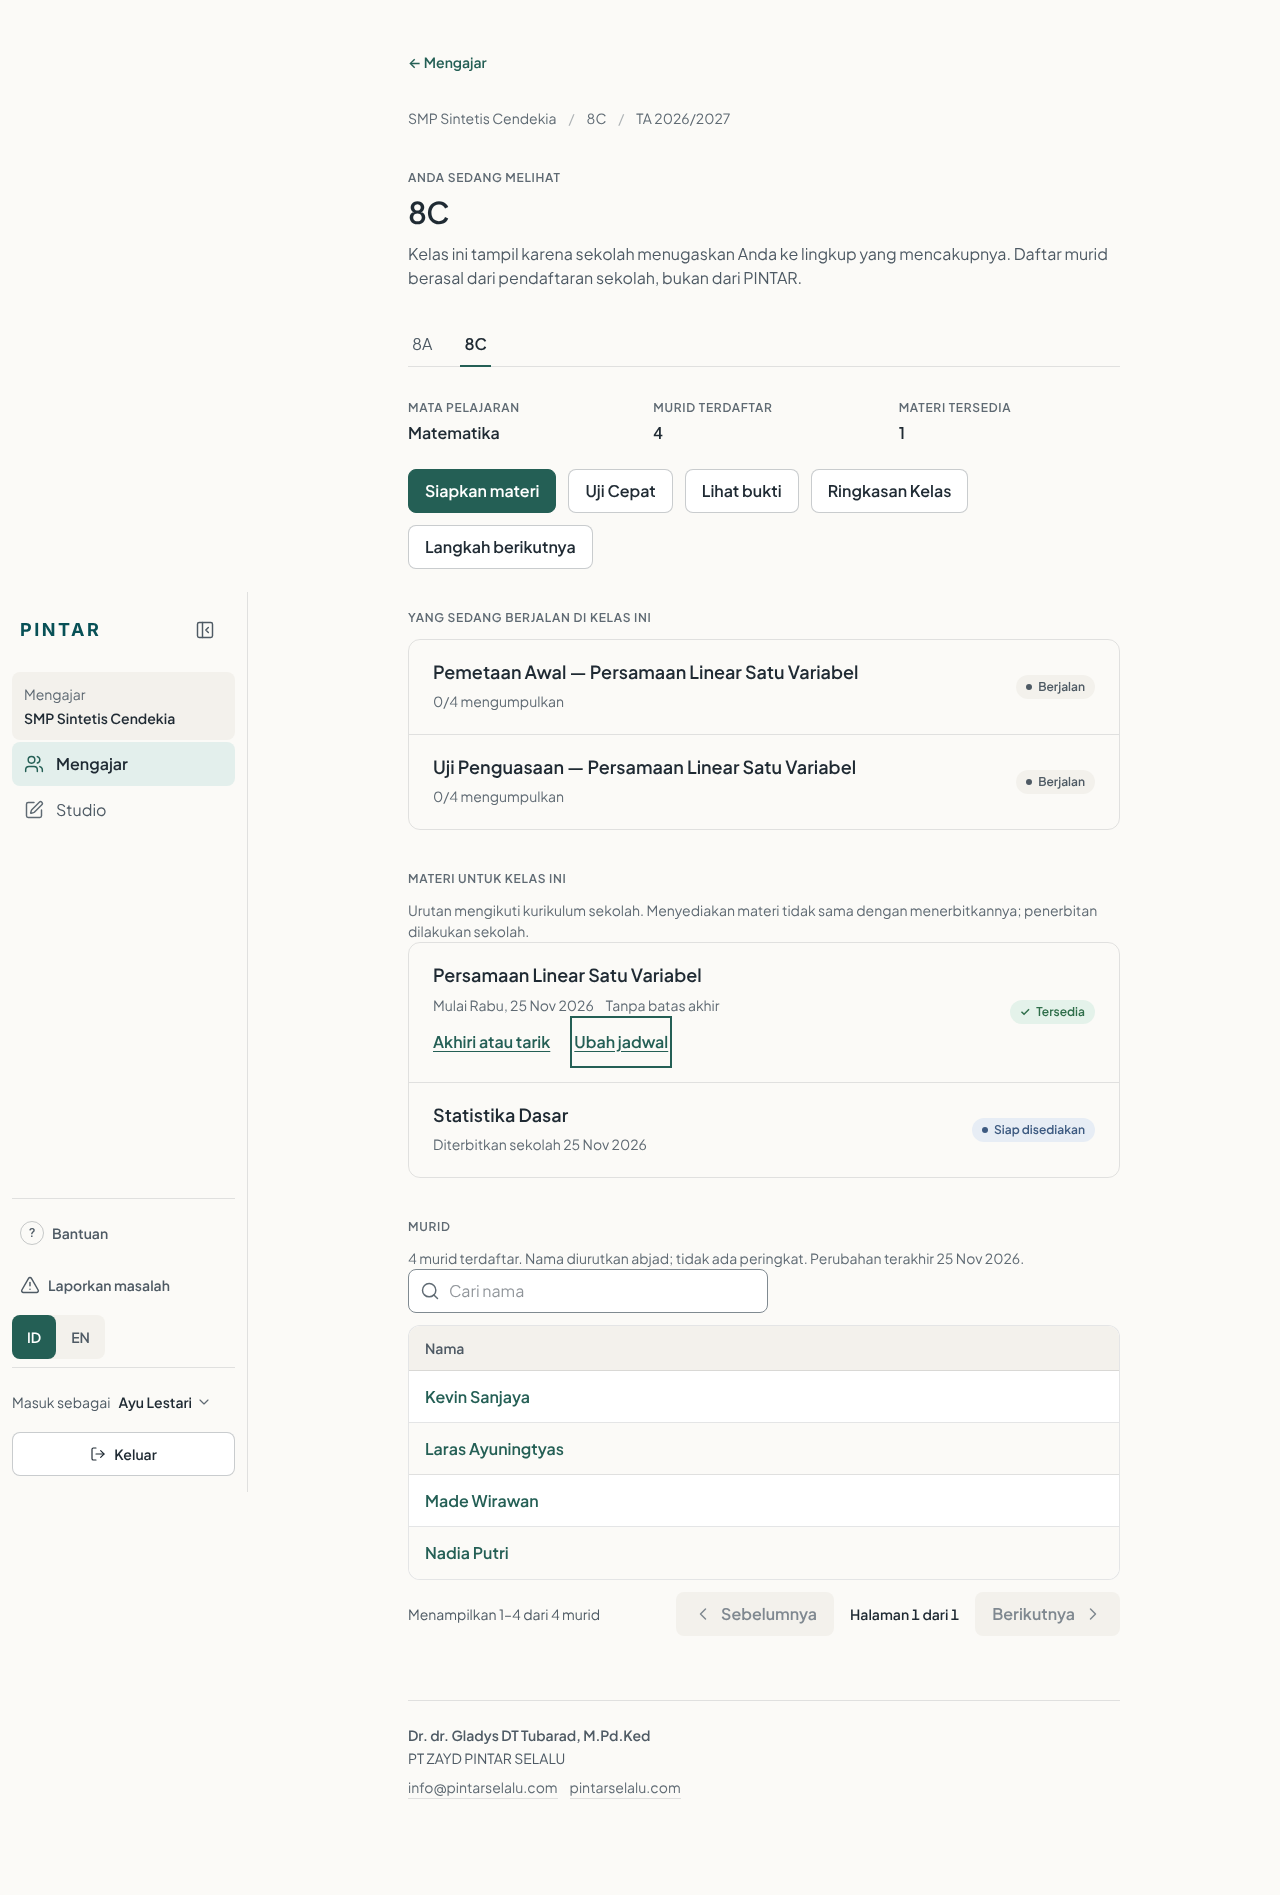 ← Mengajar
SMP Sintetis Cendekia / 8C / TA 2026/2027
ANDA SEDANG MELIHAT
8C
Kelas ini tampil karena sekolah menugaskan Anda ke lingkup yang mencakupnya. Daftar murid
berasal dari pendaftaran sekolah, bukan dari PINTAR.
8A 8C
MATA PELAJARAN MURID TERDAFTAR MATERI TERSEDIA
Matematika 4 1
Siapkan materi Uji Cepat Lihat bukti Ringkasan Kelas
Langkah berikutnya
PINTAR
Mengajar
SMP Sintetis Cendekia
Mengajar
Studio
? Bantuan
Laporkan masalah
ID EN
Masuk sebagai Ayu Lestari
Keluar
YANG SEDANG BERJALAN DI KELAS INI
Pemetaan Awal — Persamaan Linear Satu Variabel
0/4 mengumpulkan
Berjalan
Uji Penguasaan — Persamaan Linear Satu Variabel
0/4 mengumpulkan
Berjalan
MATERI UNTUK KELAS INI
Urutan mengikuti kurikulum sekolah. Menyediakan materi tidak sama dengan menerbitkannya; penerbitan
dilakukan sekolah.
Persamaan Linear Satu Variabel
Mulai Rabu, 25 Nov 2026 Tanpa batas akhir
Tersedia
Akhiri atau tarik Ubah jadwal
Statistika Dasar
Diterbitkan sekolah 25 Nov 2026
Siap disediakan
MURID
4 murid terdaftar. Nama diurutkan abjad; tidak ada peringkat. Perubahan terakhir 25 Nov 2026.
Cari nama
Nama
Kevin Sanjaya
Laras Ayuningtyas
Made Wirawan
Nadia Putri
Menampilkan 1–4 dari 4 murid Sebelumnya Halaman 1 dari 1 Berikutnya
Dr. dr. Gladys DT Tubarad, M.Pd.Ked
PT ZAYD PINTAR SELALU
info@pintarselalu.com pintarselalu.com